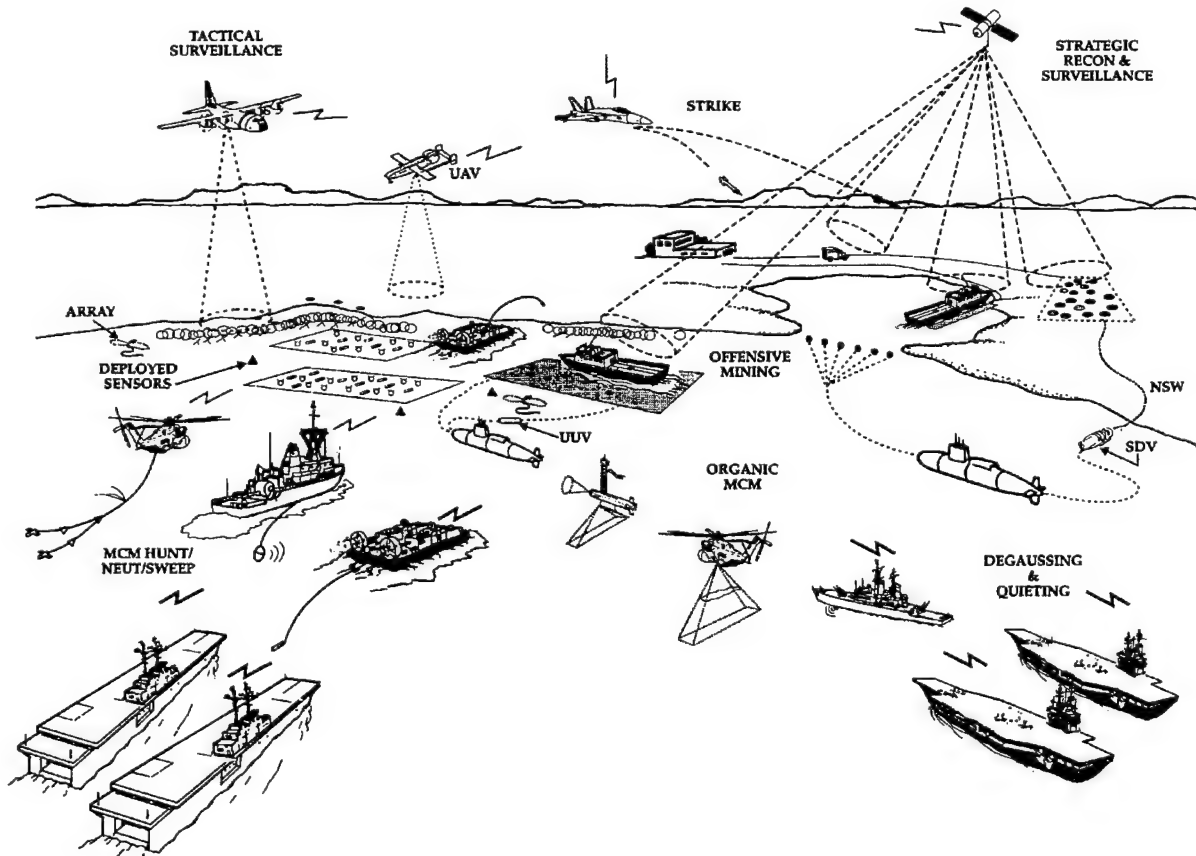 TACTICAL
SURVEILLANCE
STRATEGIC
RECON &
SURVEILLANCE
STRIKE
UAV
ARRAY
DEPLOYED
SENSORS
OFFENSIVE
MINING
NSW
UUV
SDV
ORGANIC
MCM
MCM HUNT/
NEUT/SWEEP
DEGAUSSING
&
QUIETING